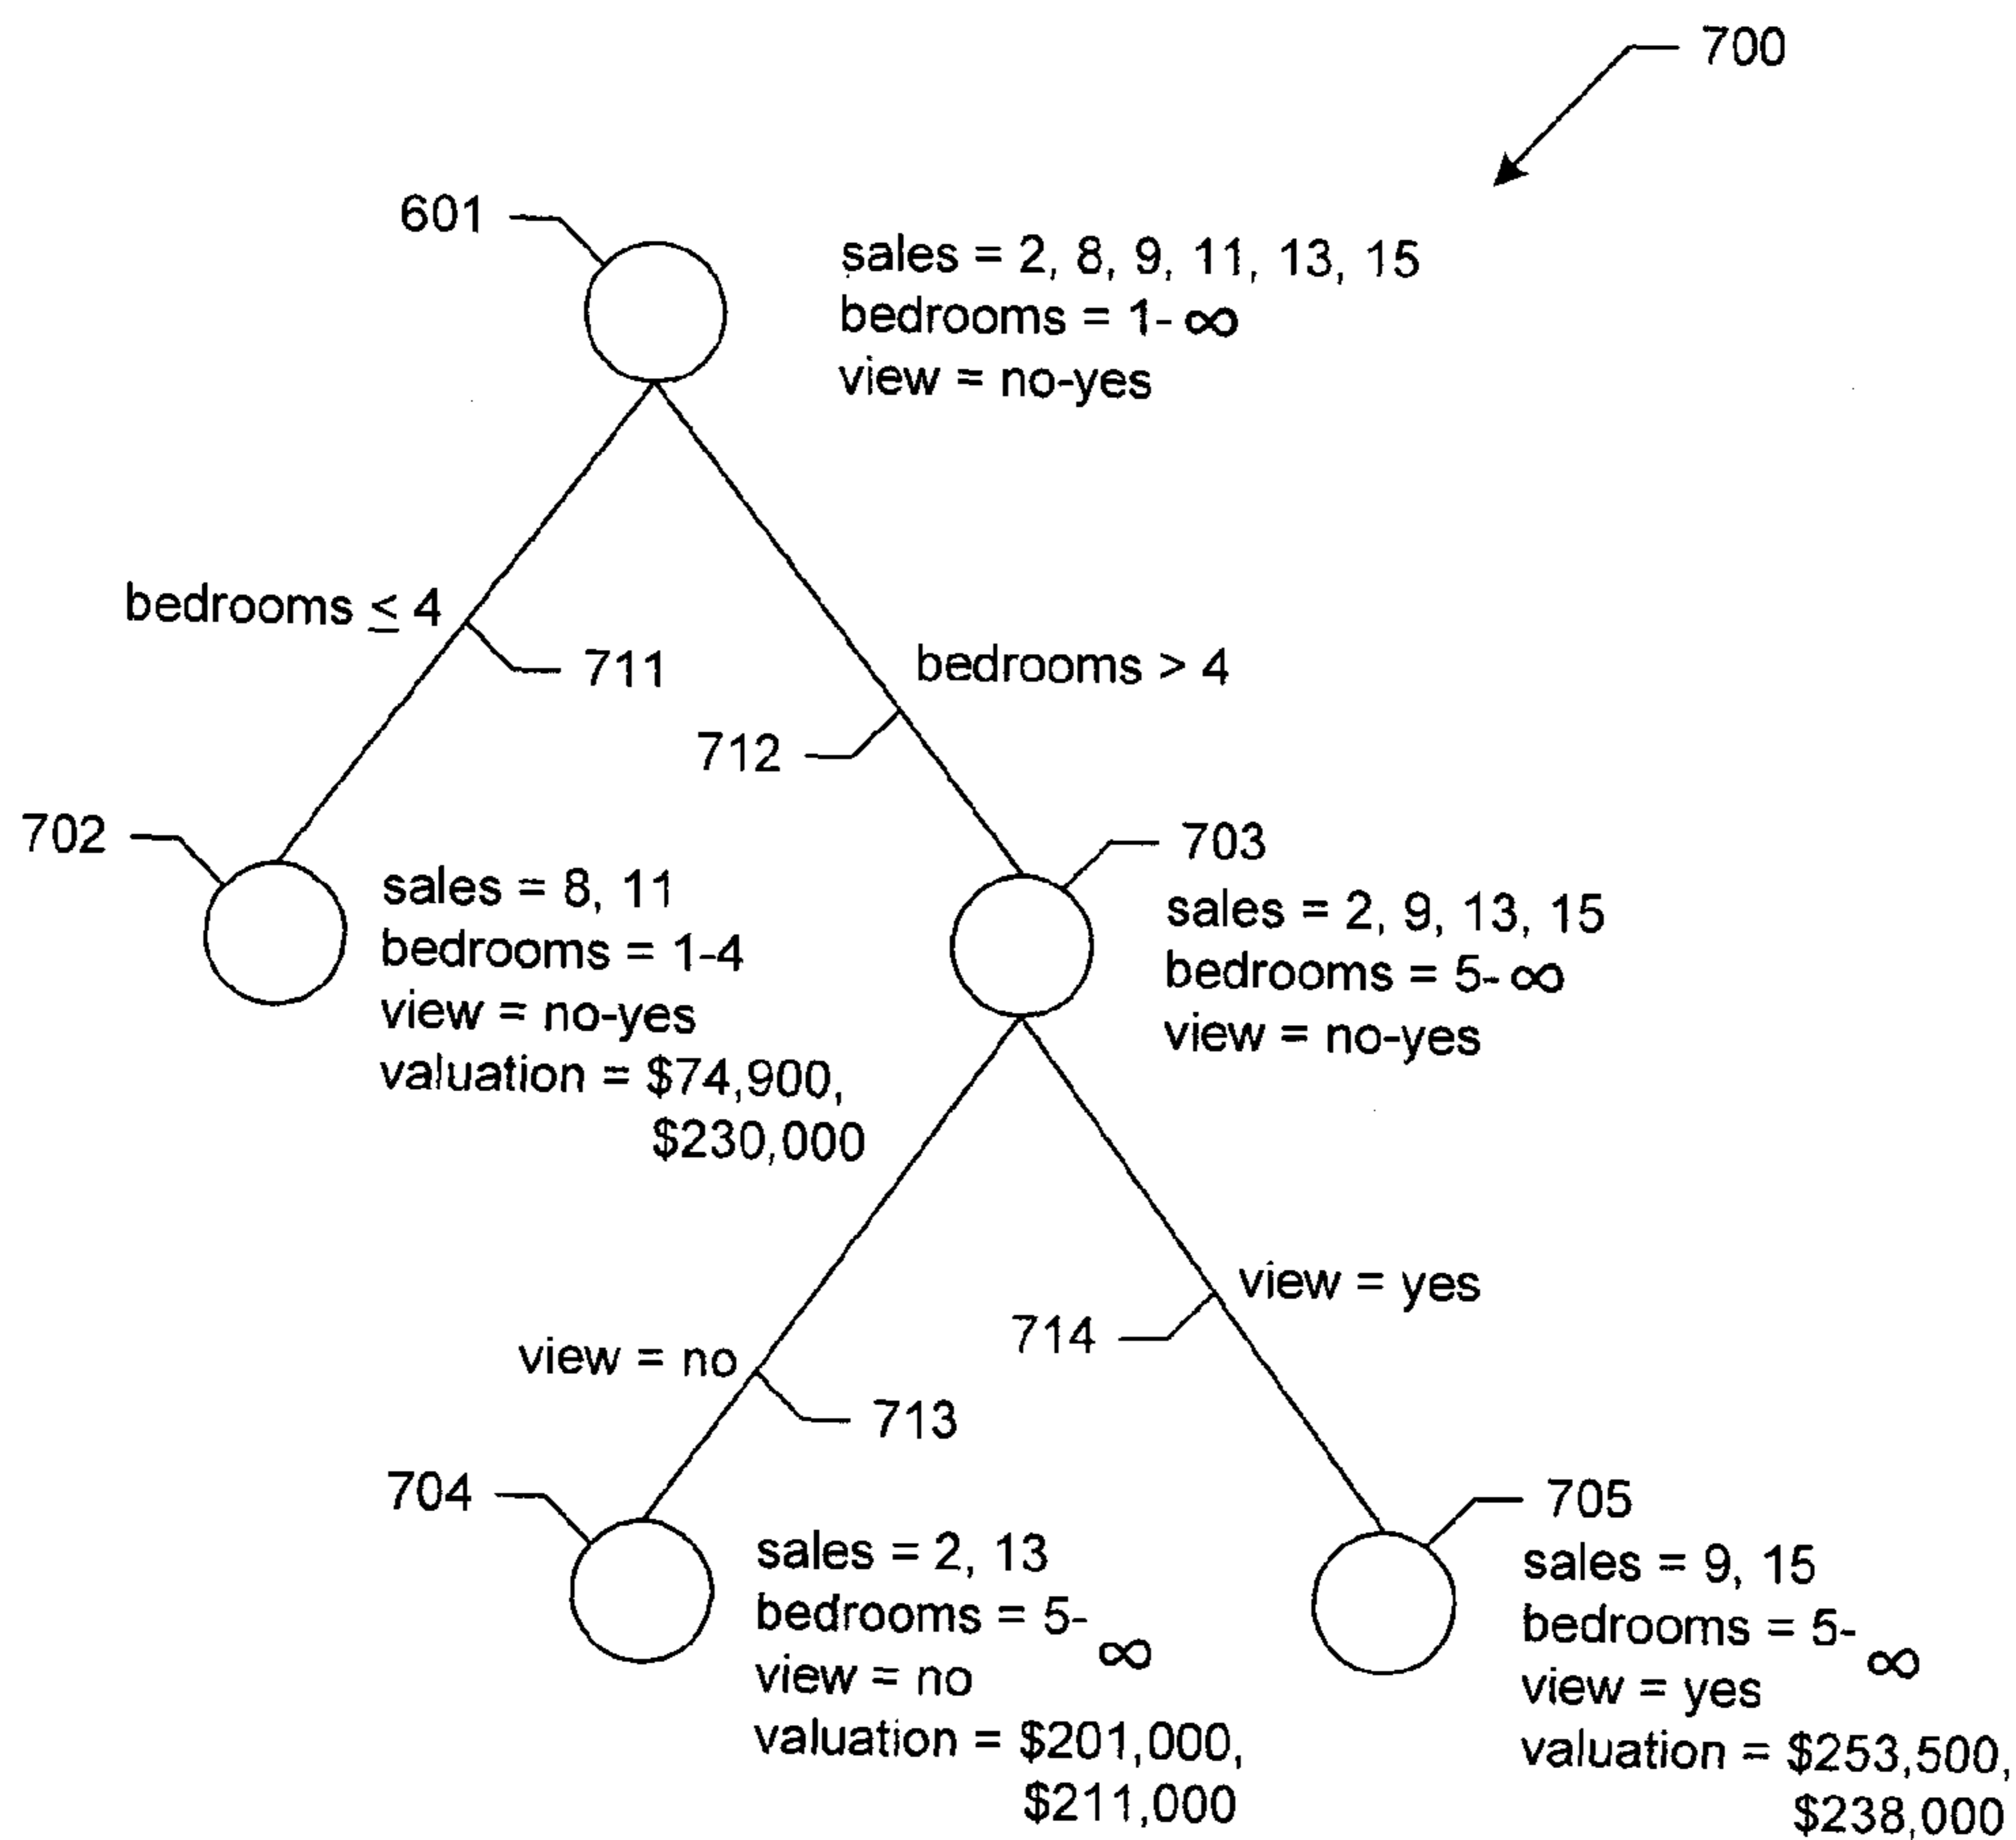 700
601
sales = 2, 8, 9, 11, 13, 15
bedrooms = 1-∞
view = no-yes
bedrooms ≤ 4
711
bedrooms > 4
712
702
sales = 8, 11
bedrooms = 1-4
view = no-yes
valuation = $74,900,
$230,000
703
sales = 2, 9, 13, 15
bedrooms = 5-∞
view = no-yes
view = yes
714
view = no
713
704
sales = 2, 13
bedrooms = 5-∞
view = no
valuation = $201,000,
$211,000
705
sales = 9, 15
bedrooms = 5-∞
view = yes
valuation = $253,500,
$238,000